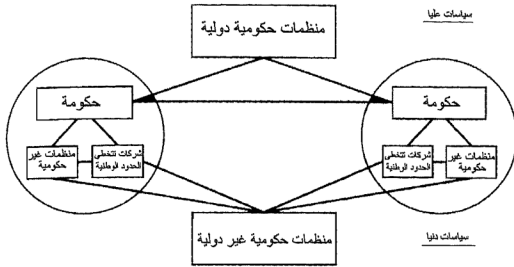 سياسات عليا
منظمات حكومية دولية
حكومة
حكومة
منظمات غير
حكومية
شركات تتخطى
الحدود الوطنية
شركات تتخطى
الحدود الوطنية
منظمات غير
حكومية
منظمات حكومية غير دولية
سياسات دنيا